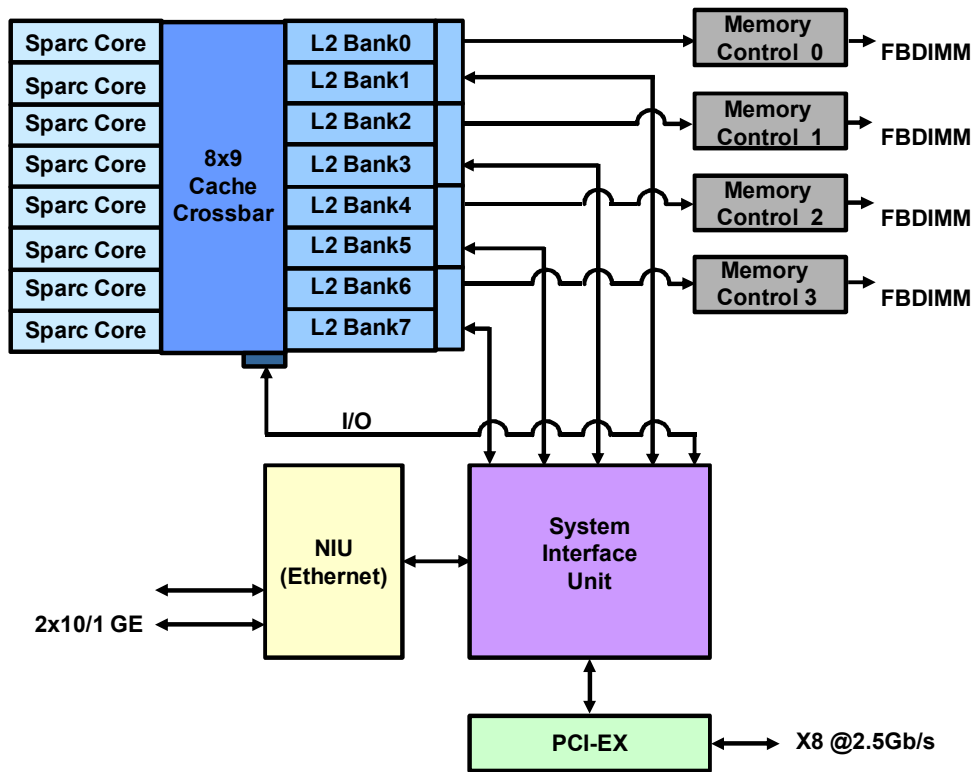 Sparc Core
Sparc Core
Sparc Core
Sparc Core
Sparc Core
Sparc Core
Sparc Core
Sparc Core
8x9
Cache
Crossbar
L2 Bank0
L2 Bank1
L2 Bank2
L2 Bank3
L2 Bank4
L2 Bank5
L2 Bank6
L2 Bank7
Memory
Control 0
FBDIMM
Memory
Control 1
FBDIMM
Memory
Control 2
FBDIMM
Memory
Control 3
FBDIMM
I/O
NIU
(Ethernet)
System
Interface
Unit
2x10/1 GE
PCI-EX
X8 @2.5Gb/s